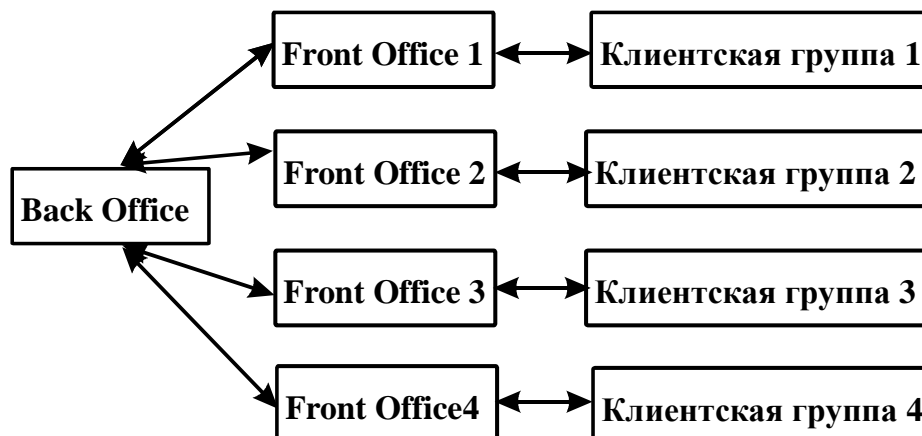 Front Office 1
Клиентская группа 1
Front Office 2
Клиентская группа 2
Back Office
Front Office 3
Клиентская группа 3
Front Office4
Клиентская группа 4